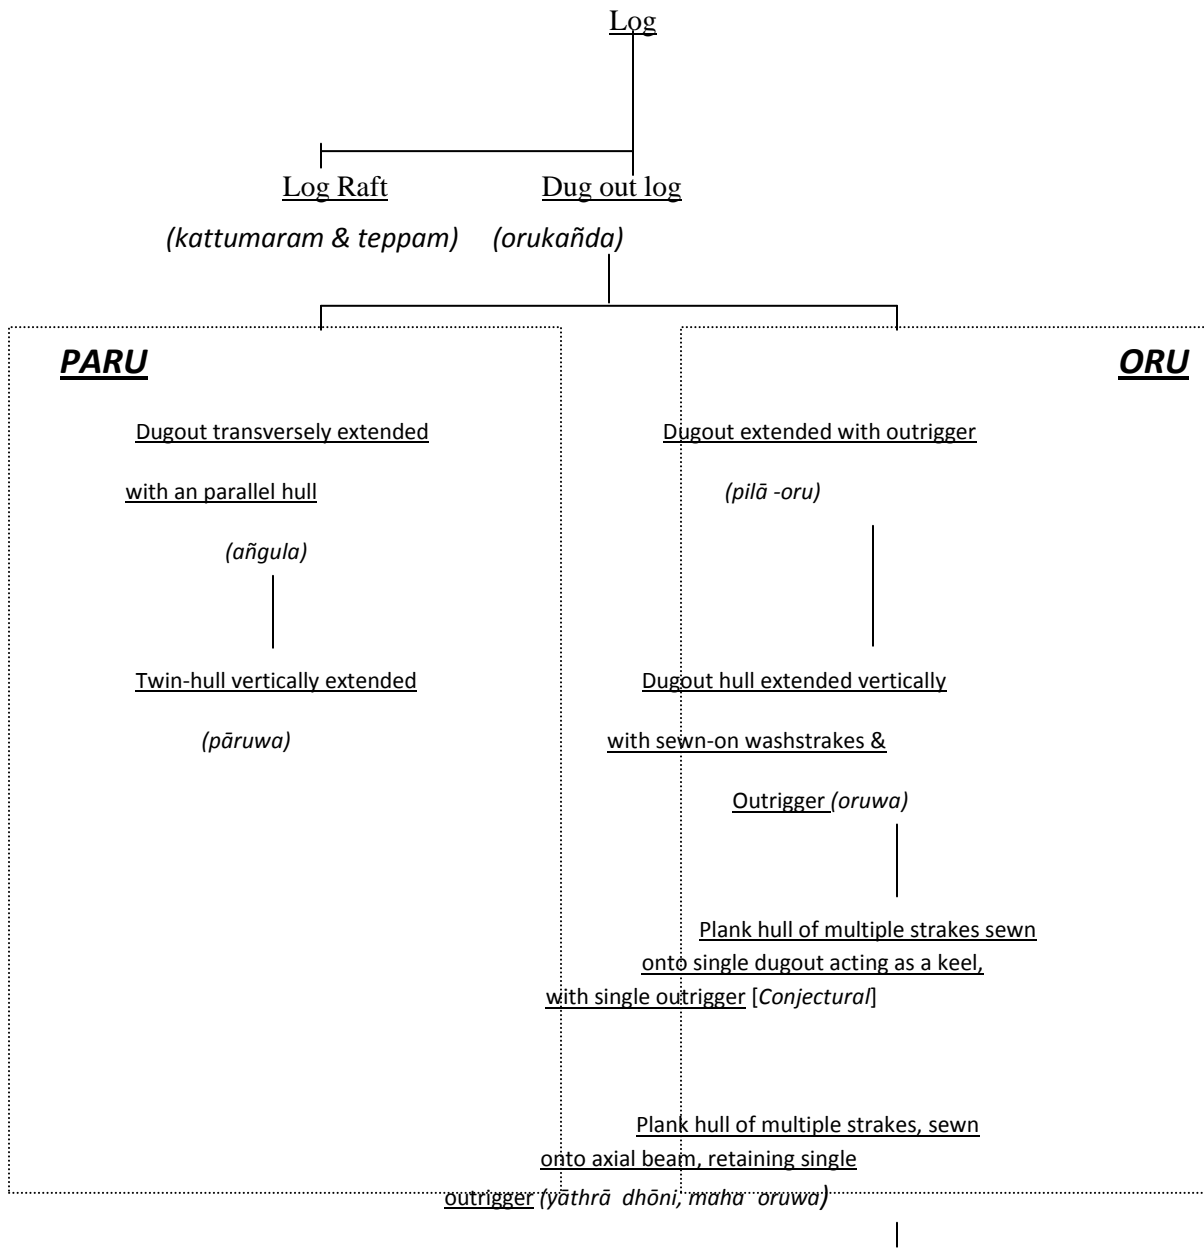 Log
Log Raft
Dug out log
(kattumaram & teppam)
(orukañda)
PARU
ORU
Dugout transversely extended
with an parallel hull
(añgula)
Twin-hull vertically extended
(pāruwa)
Dugout extended with outrigger
(pilā -oru)
Dugout hull extended vertically
with sewn-on washstrakes &
Outrigger (oruwa)
Plank hull of multiple strakes sewn
onto single dugout acting as a keel,
with single outrigger [Conjectural]
Plank hull of multiple strakes, sewn
onto axial beam, retaining single
outrigger (yāthrā dhōni, maha oruwa)